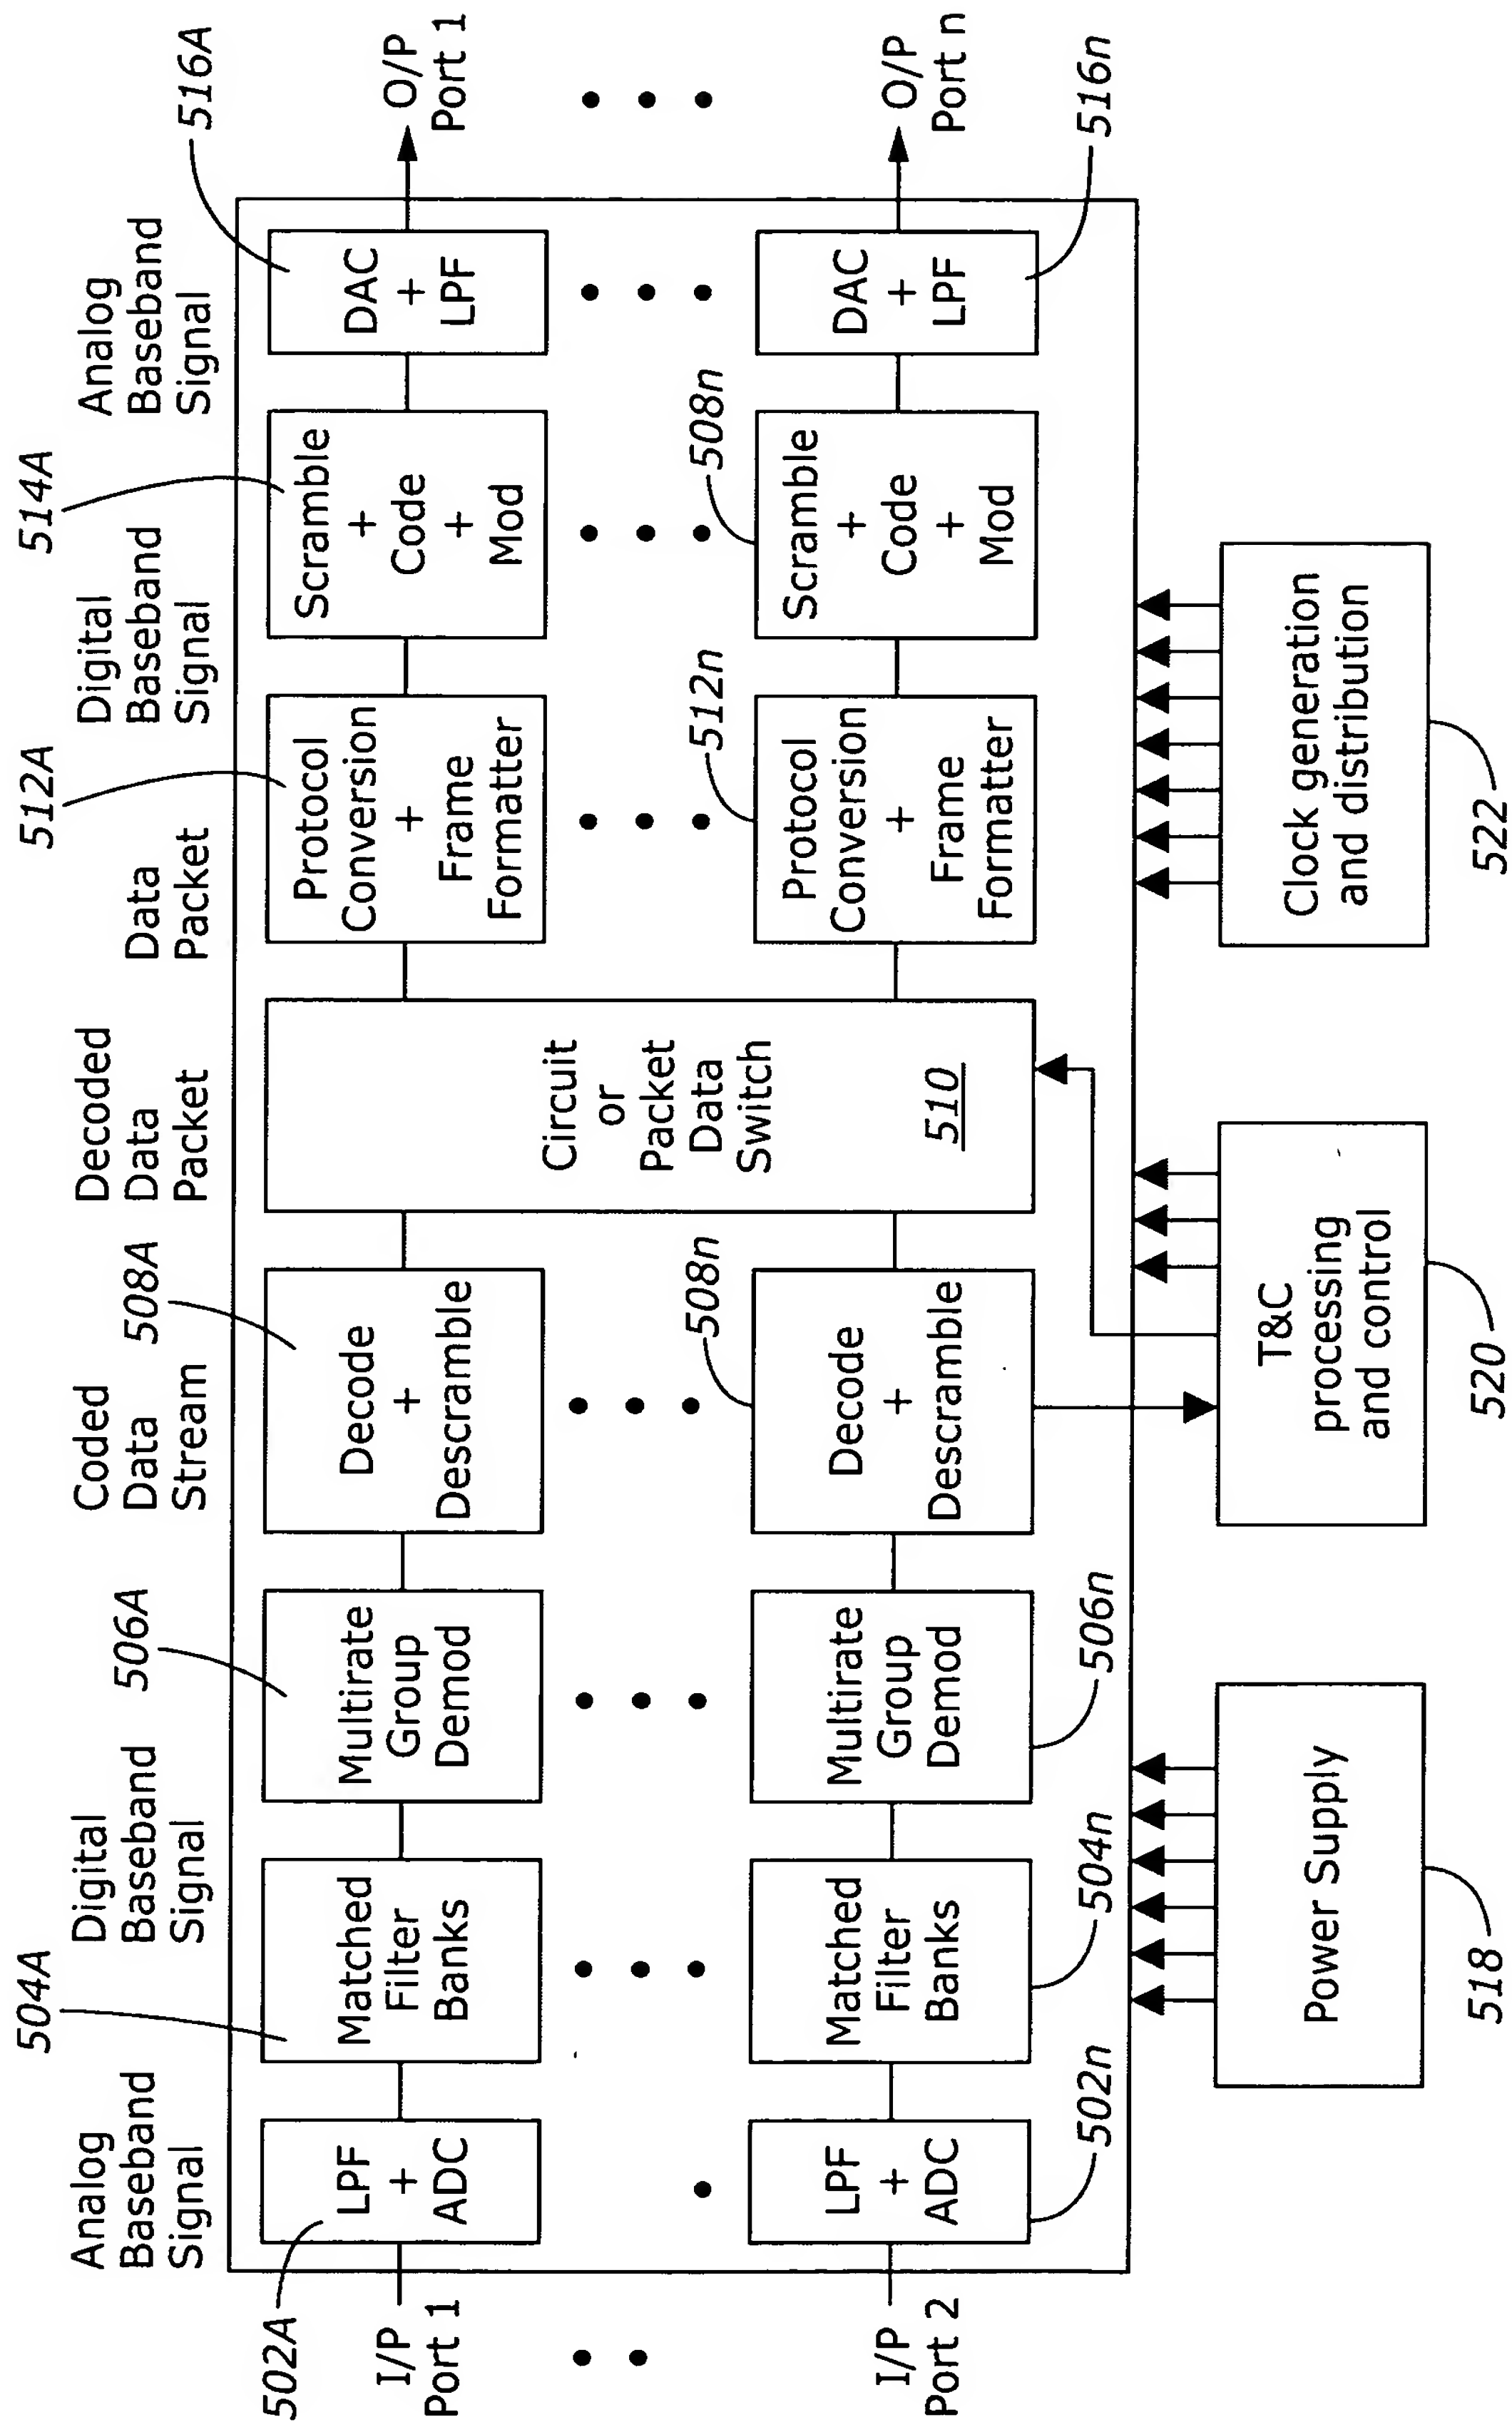 Analog
Baseband
Signal
504A
Digital
Baseband
Signal
506A
Coded
Data
Stream
508A
Decoded
Data
Packet
Data
Packet
512A
Digital
Baseband
Signal
514A
Analog
Baseband
Signal
516A
502A
I/P
Port 1
LPF
+
ADC
Matched
Filter
Banks
Multirate
Group
Demod
Decode
+
Descramble
Circuit
or
Packet
Data
Switch
510
Protocol
Conversion
+
Frame
Formatter
Scramble
+
Code
+
Mod
DAC
+
LPF
O/P
Port 1
508n
512n
508n
I/P
Port 2
LPF
+
ADC
Matched
Filter
Banks
Multirate
Group
Demod
Decode
+
Descramble
Protocol
Conversion
+
Frame
Formatter
Scramble
+
Code
+
Mod
DAC
+
LPF
O/P
Port n
502n
504n
506n
516n
Power Supply
518
T&C
processing
and control
520
Clock generation
and distribution
522